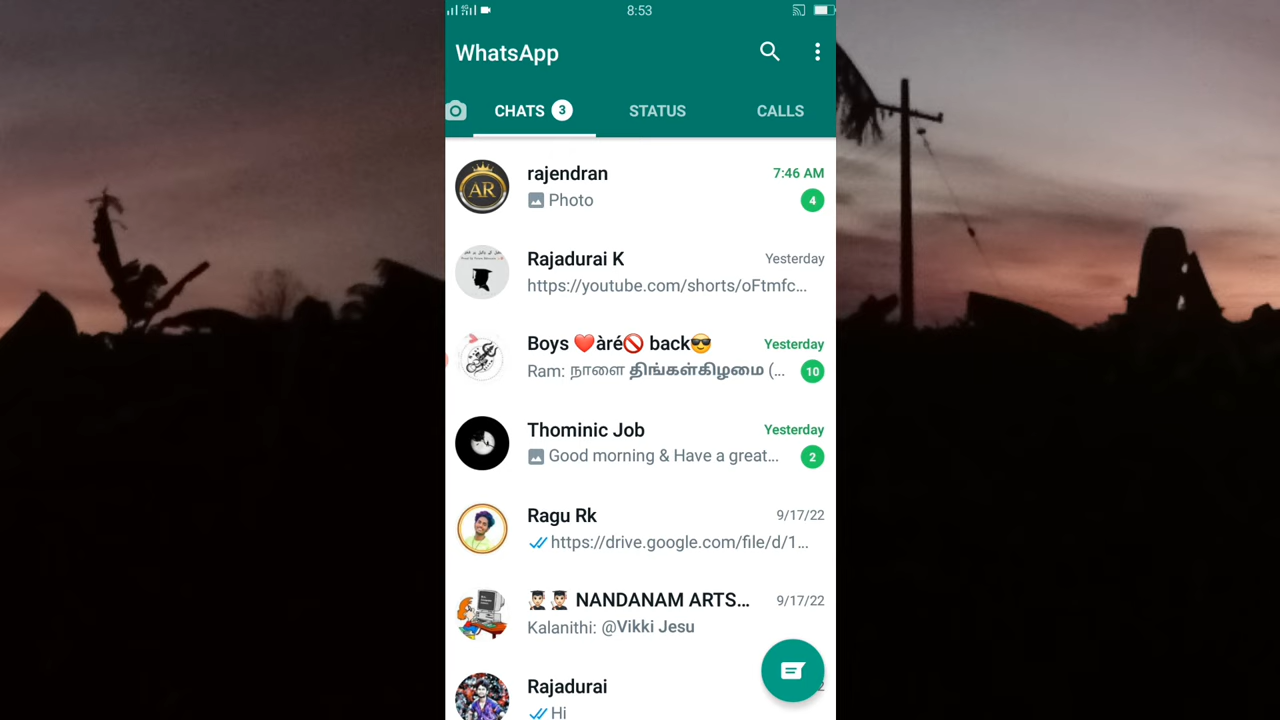 8:53
WhatsApp
CHATS 3
STATUS
CALLS
rajendran
7:46 AM
AR
Photo
4
Rajadurai K
Yesterday
https://youtube.com/shorts/oFtmfc...
Boys ❤️àré🚫 back😎
Yesterday
Ram: நாளை திங்கள்கிழமை (...
10
Thominic Job
Yesterday
Good morning & Have a great...
2
Ragu Rk
9/17/22
https://drive.google.com/file/d/1...
👨🏻‍🎓👨🏻‍🎓 NANDANAM ARTS...
9/17/22
Kalanithi: @Vikki Jesu
Rajadurai
Hi